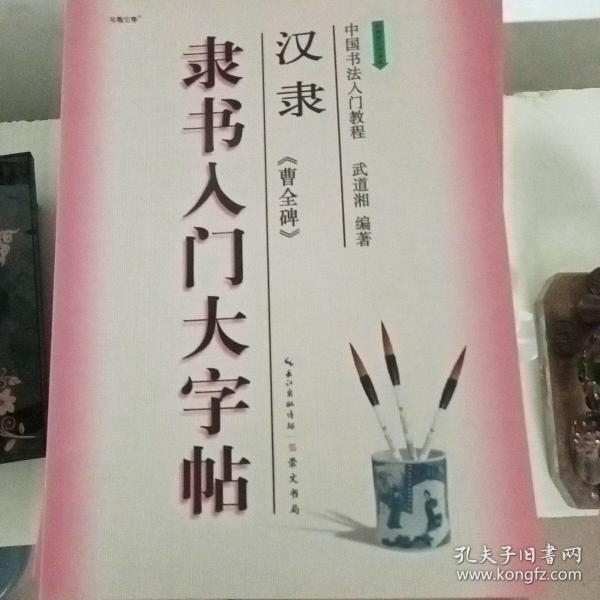 中国书法入门教程 武道湘 编著
汉隶《曹全碑》
隶书入门大字帖
长江出版传媒 崇文书局
孔夫子旧书网
www.kongfz.com